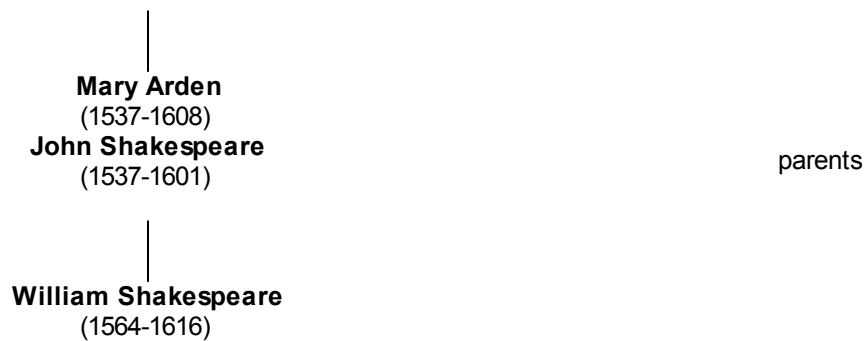 Mary Arden
(1537-1608)
John Shakespeare
(1537-1601)
parents
William Shakespeare
(1564-1616)